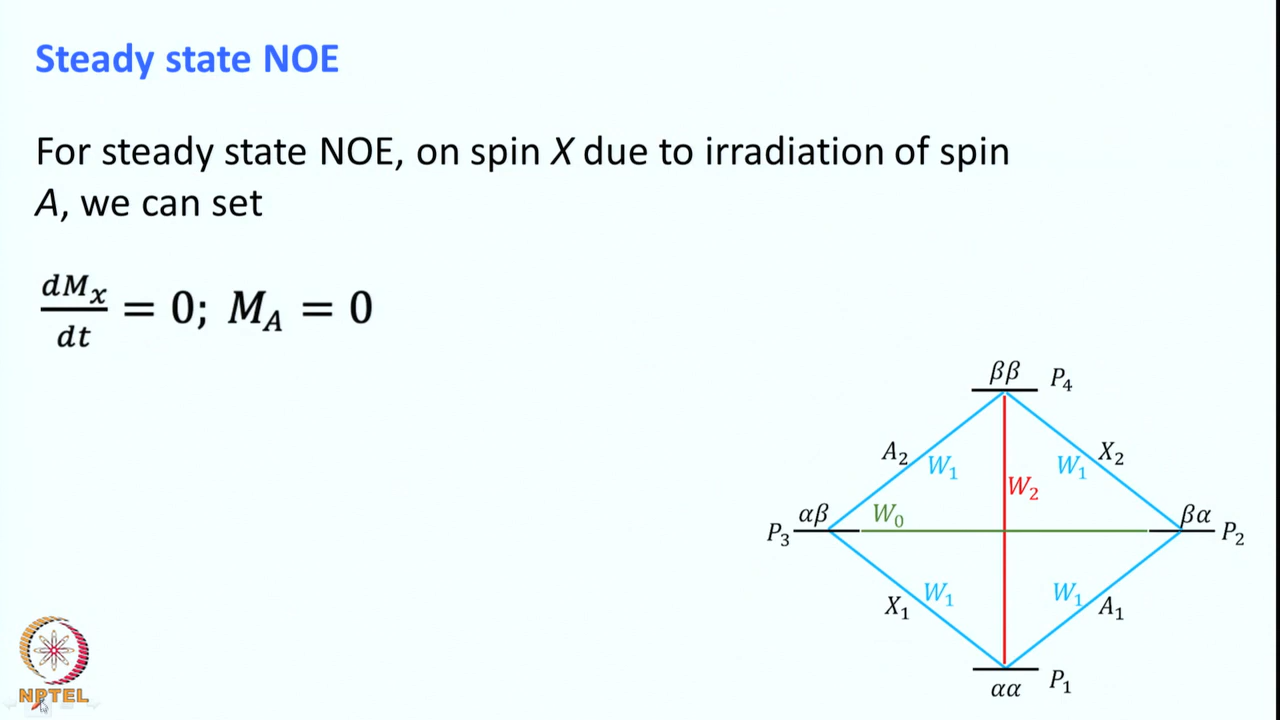 Steady state NOE
For steady state NOE, on spin X due to irradiation of spin
A, we can set
dMₓ/dt = 0; M_A = 0
ββ P₄
A₂ W₁ W₁ X₂
W₂
αβ W₀ βα
P₃ P₂
X₁ W₁ W₁ A₁
αα P₁
NPTEL